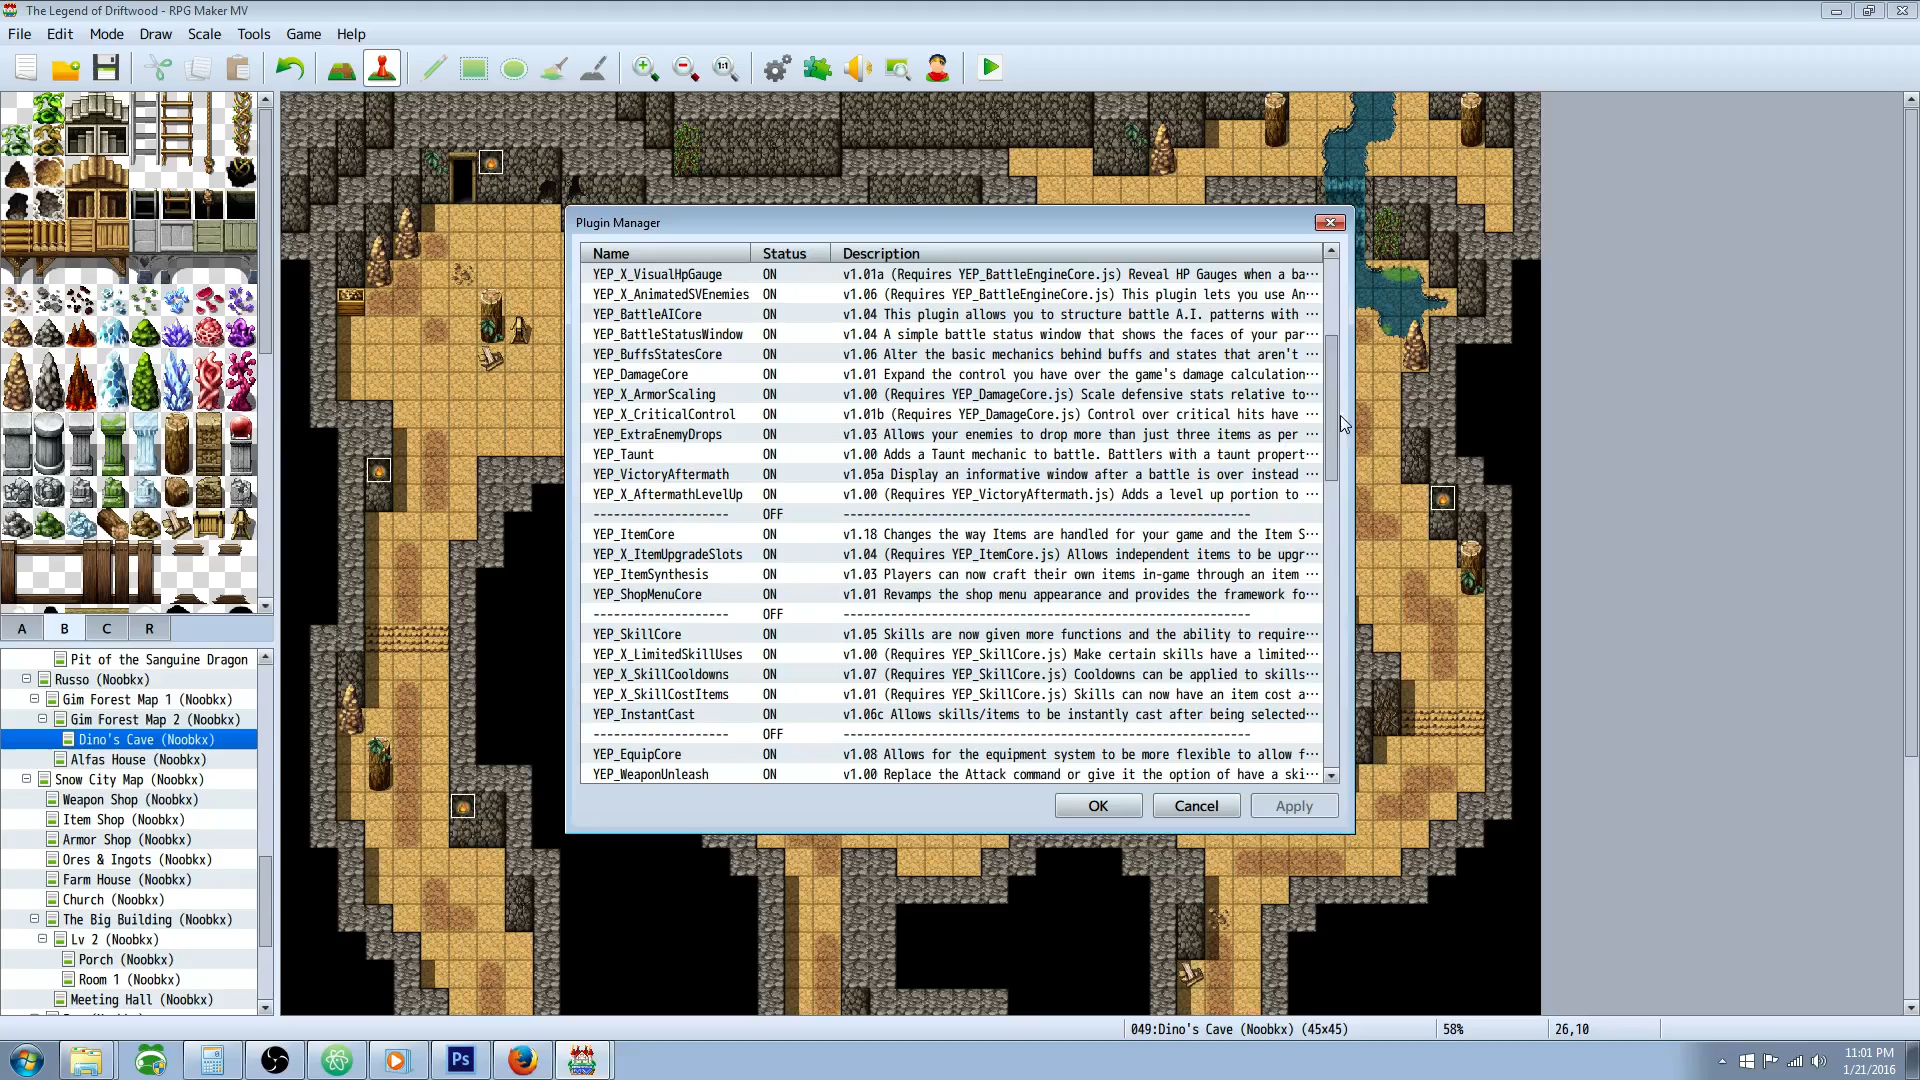 The Legend of Driftwood - RPG Maker MV
File Edit Mode Draw Scale Tools Game Help
1:1
Plugin Manager
Name Status Description
YEP_X_VisualHpGauge ON v1.01a (Requires YEP_BattleEngineCore.js) Reveal HP Gauges when a ba···
YEP_X_AnimatedSVEnemies ON v1.06 (Requires YEP_BattleEngineCore.js) This plugin lets you use An···
YEP_BattleAICore ON v1.04 This plugin allows you to structure battle A.I. patterns with ···
YEP_BattleStatusWindow ON v1.04 A simple battle status window that shows the faces of your par···
YEP_BuffsStatesCore ON v1.06 Alter the basic mechanics behind buffs and states that aren't ···
YEP_DamageCore ON v1.01 Expand the control you have over the game's damage calculation···
YEP_X_ArmorScaling ON v1.00 (Requires YEP_DamageCore.js) Scale defensive stats relative to···
YEP_X_CriticalControl ON v1.01b (Requires YEP_DamageCore.js) Control over critical hits have ···
YEP_ExtraEnemyDrops ON v1.03 Allows your enemies to drop more than just three items as per ···
YEP_Taunt ON v1.00 Adds a Taunt mechanic to battle. Battlers with a taunt propert···
YEP_VictoryAftermath ON v1.05a Display an informative window after a battle is over instead ···
YEP_X_AftermathLevelUp ON v1.00 (Requires YEP_VictoryAftermath.js) Adds a level up portion to ···
------------------- OFF ---------------------------------------------------------
YEP_ItemCore ON v1.18 Changes the way Items are handled for your game and the Item S···
YEP_X_ItemUpgradeSlots ON v1.04 (Requires YEP_ItemCore.js) Allows independent items to be upgr···
YEP_ItemSynthesis ON v1.03 Players can now craft their own items in-game through an item ···
YEP_ShopMenuCore ON v1.01 Revamps the shop menu appearance and provides the framework fo···
------------------- OFF ---------------------------------------------------------
YEP_SkillCore ON v1.05 Skills are now given more functions and the ability to require···
YEP_X_LimitedSkillUses ON v1.00 (Requires YEP_SkillCore.js) Make certain skills have a limited···
YEP_X_SkillCooldowns ON v1.07 (Requires YEP_SkillCore.js) Cooldowns can be applied to skills···
YEP_X_SkillCostItems ON v1.01 (Requires YEP_SkillCore.js) Skills can now have an item cost a···
YEP_InstantCast ON v1.06c Allows skills/items to be instantly cast after being selected···
------------------- OFF ---------------------------------------------------------
YEP_EquipCore ON v1.08 Allows for the equipment system to be more flexible to allow f···
YEP_WeaponUnleash ON v1.00 Replace the Attack command or give it the option of have a ski···
OK Cancel Apply
A B C R
Pit of the Sanguine Dragon
Russo (Noobkx)
Gim Forest Map 1 (Noobkx)
Gim Forest Map 2 (Noobkx)
Dino's Cave (Noobkx)
Alfas House (Noobkx)
Snow City Map (Noobkx)
Weapon Shop (Noobkx)
Item Shop (Noobkx)
Armor Shop (Noobkx)
Ores & Ingots (Noobkx)
Farm House (Noobkx)
Church (Noobkx)
The Big Building (Noobkx)
Lv 2 (Noobkx)
Porch (Noobkx)
Room 1 (Noobkx)
Meeting Hall (Noobkx)
049:Dino's Cave (Noobkx) (45x45) 58% 26,10
Ps
11:01 PM
1/21/2016